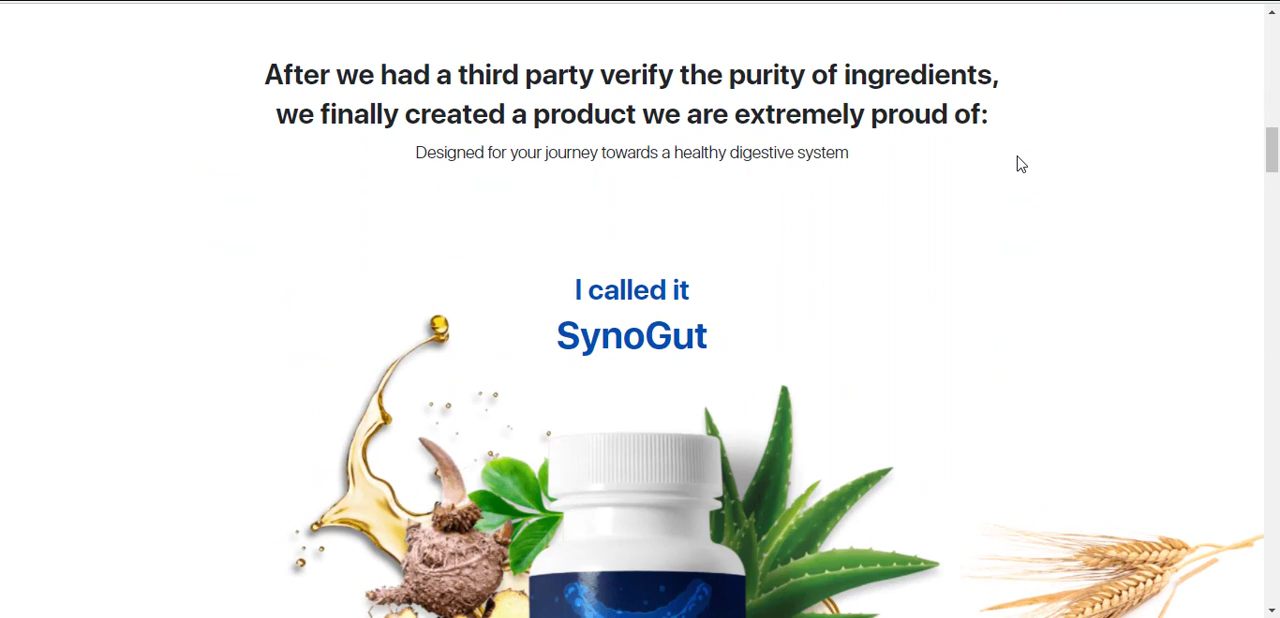 After we had a third party verify the purity of ingredients,
we finally created a product we are extremely proud of:
Designed for your journey towards a healthy digestive system
I called it
SynoGut